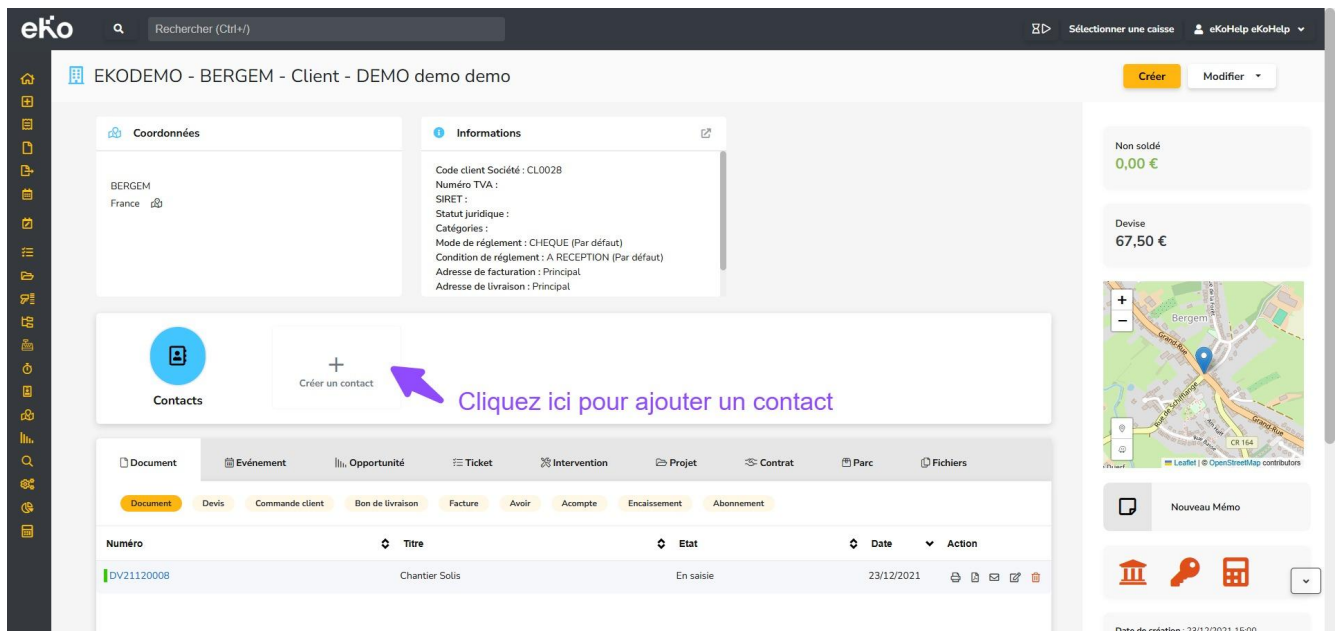 eko
Rechercher (Ctrl+/)
Sélectionner une caisse
eKoHelp eKoHelp
EKODEMO - BERGEM - Client - DEMO demo demo
Créer
Modifier
Coordonnées
BERGEM
France
Informations
Code client Société : CL0028
Numéro TVA :
SIRET :
Statut juridique :
Catégories :
Mode de réglement : CHEQUE (Par défaut)
Condition de réglement : A RECEPTION (Par défaut)
Adresse de facturation : Principal
Adresse de livraison : Principal
Non soldé
0,00 €
Devise
67,50 €
+
−
Bergem
Grand-Rue
Rue de Schifflange
Grand-Rue
CR 164
Leaflet | © OpenStreetMap contributors
Contacts
Créer un contact
Cliquez ici pour ajouter un contact
Document
Evénement
Opportunité
Ticket
Intervention
Projet
Contrat
Parc
Fichiers
Document
Devis
Commande client
Bon de livraison
Facture
Avoir
Acompte
Encaissement
Abonnement
Numéro
Titre
Etat
Date
Action
DV21120008
Chantier Solis
En saisie
23/12/2021
Nouveau Mémo
Date de création : 23/12/2021 15:00